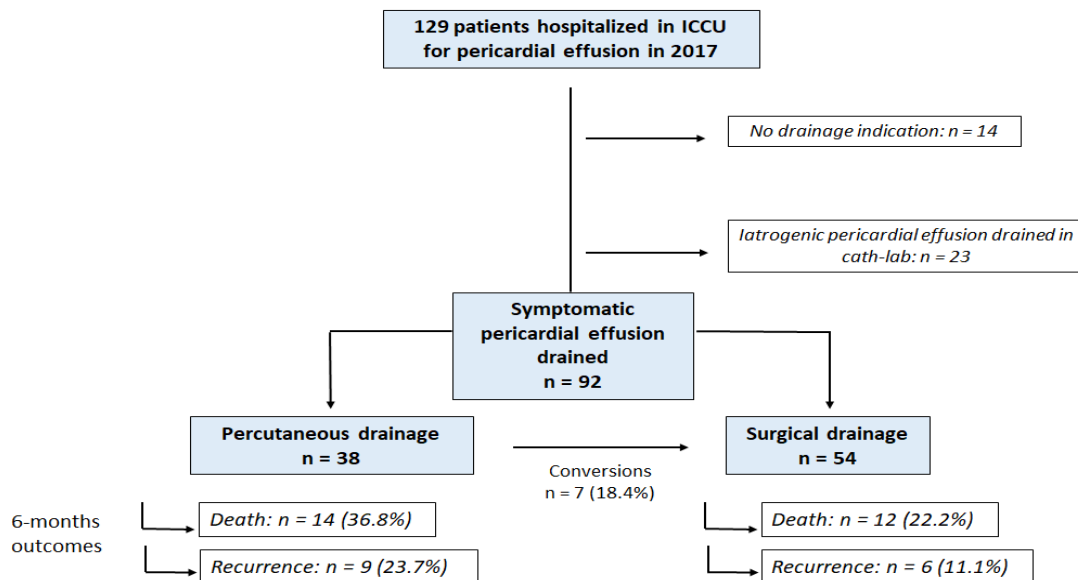 129 patients hospitalized in ICCU
for pericardial effusion in 2017
No drainage indication: n = 14
Iatrogenic pericardial effusion drained in
cath-lab: n = 23
Symptomatic
pericardial effusion
drained
n = 92
Percutaneous drainage
n = 38
Conversions
n = 7 (18.4%)
Surgical drainage
n = 54
6-months
outcomes
Death: n = 14 (36.8%)
Recurrence: n = 9 (23.7%)
Death: n = 12 (22.2%)
Recurrence: n = 6 (11.1%)